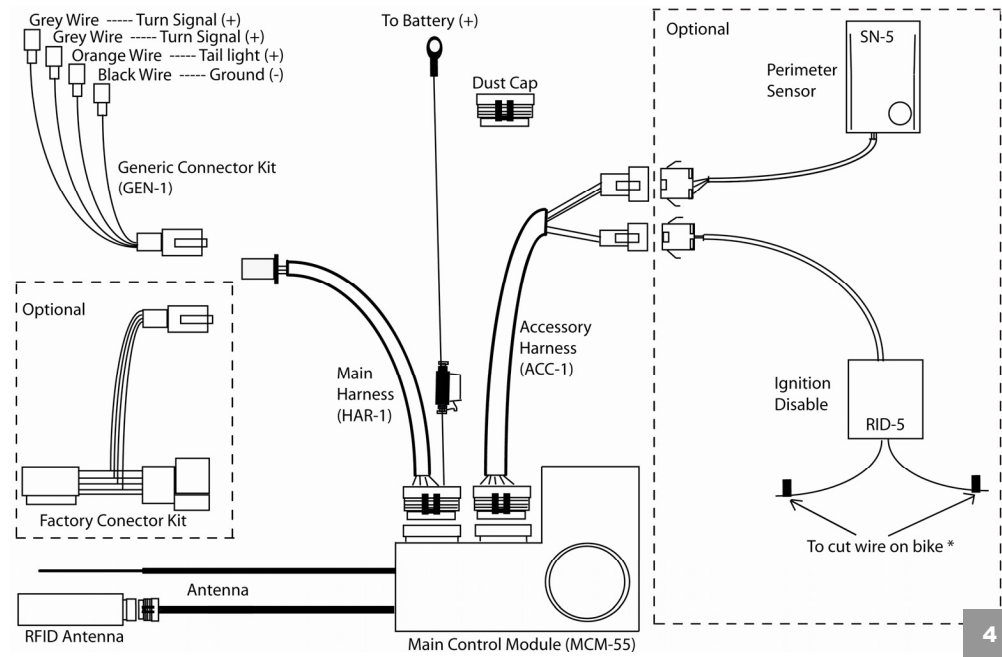 Grey Wire ----- Turn Signal (+)
Grey Wire ----- Turn Signal (+)
Orange Wire ----- Tail light (+)
Black Wire ----- Ground (-)
Generic Connector Kit
(GEN-1)
To Battery (+)
Dust Cap
Optional
SN-5
Perimeter
Sensor
Optional
Factory Conector Kit
Main
Harness
(HAR-1)
Accessory
Harness
(ACC-1)
Ignition
Disable
RID-5
To cut wire on bike *
Antenna
RFID Antenna
Main Control Module (MCM-55)
4